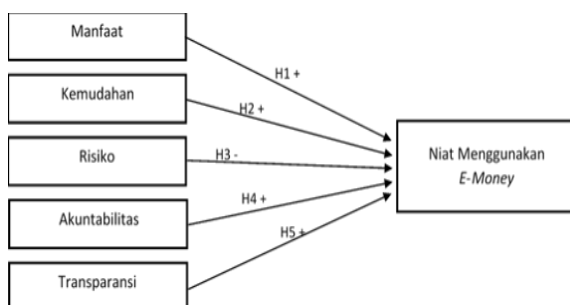 Manfaat
H1 +
Kemudahan
H2 +
Risiko
H3 -
Niat Menggunakan
E-Money
Akuntabilitas
H4 +
Transparansi
H5 +